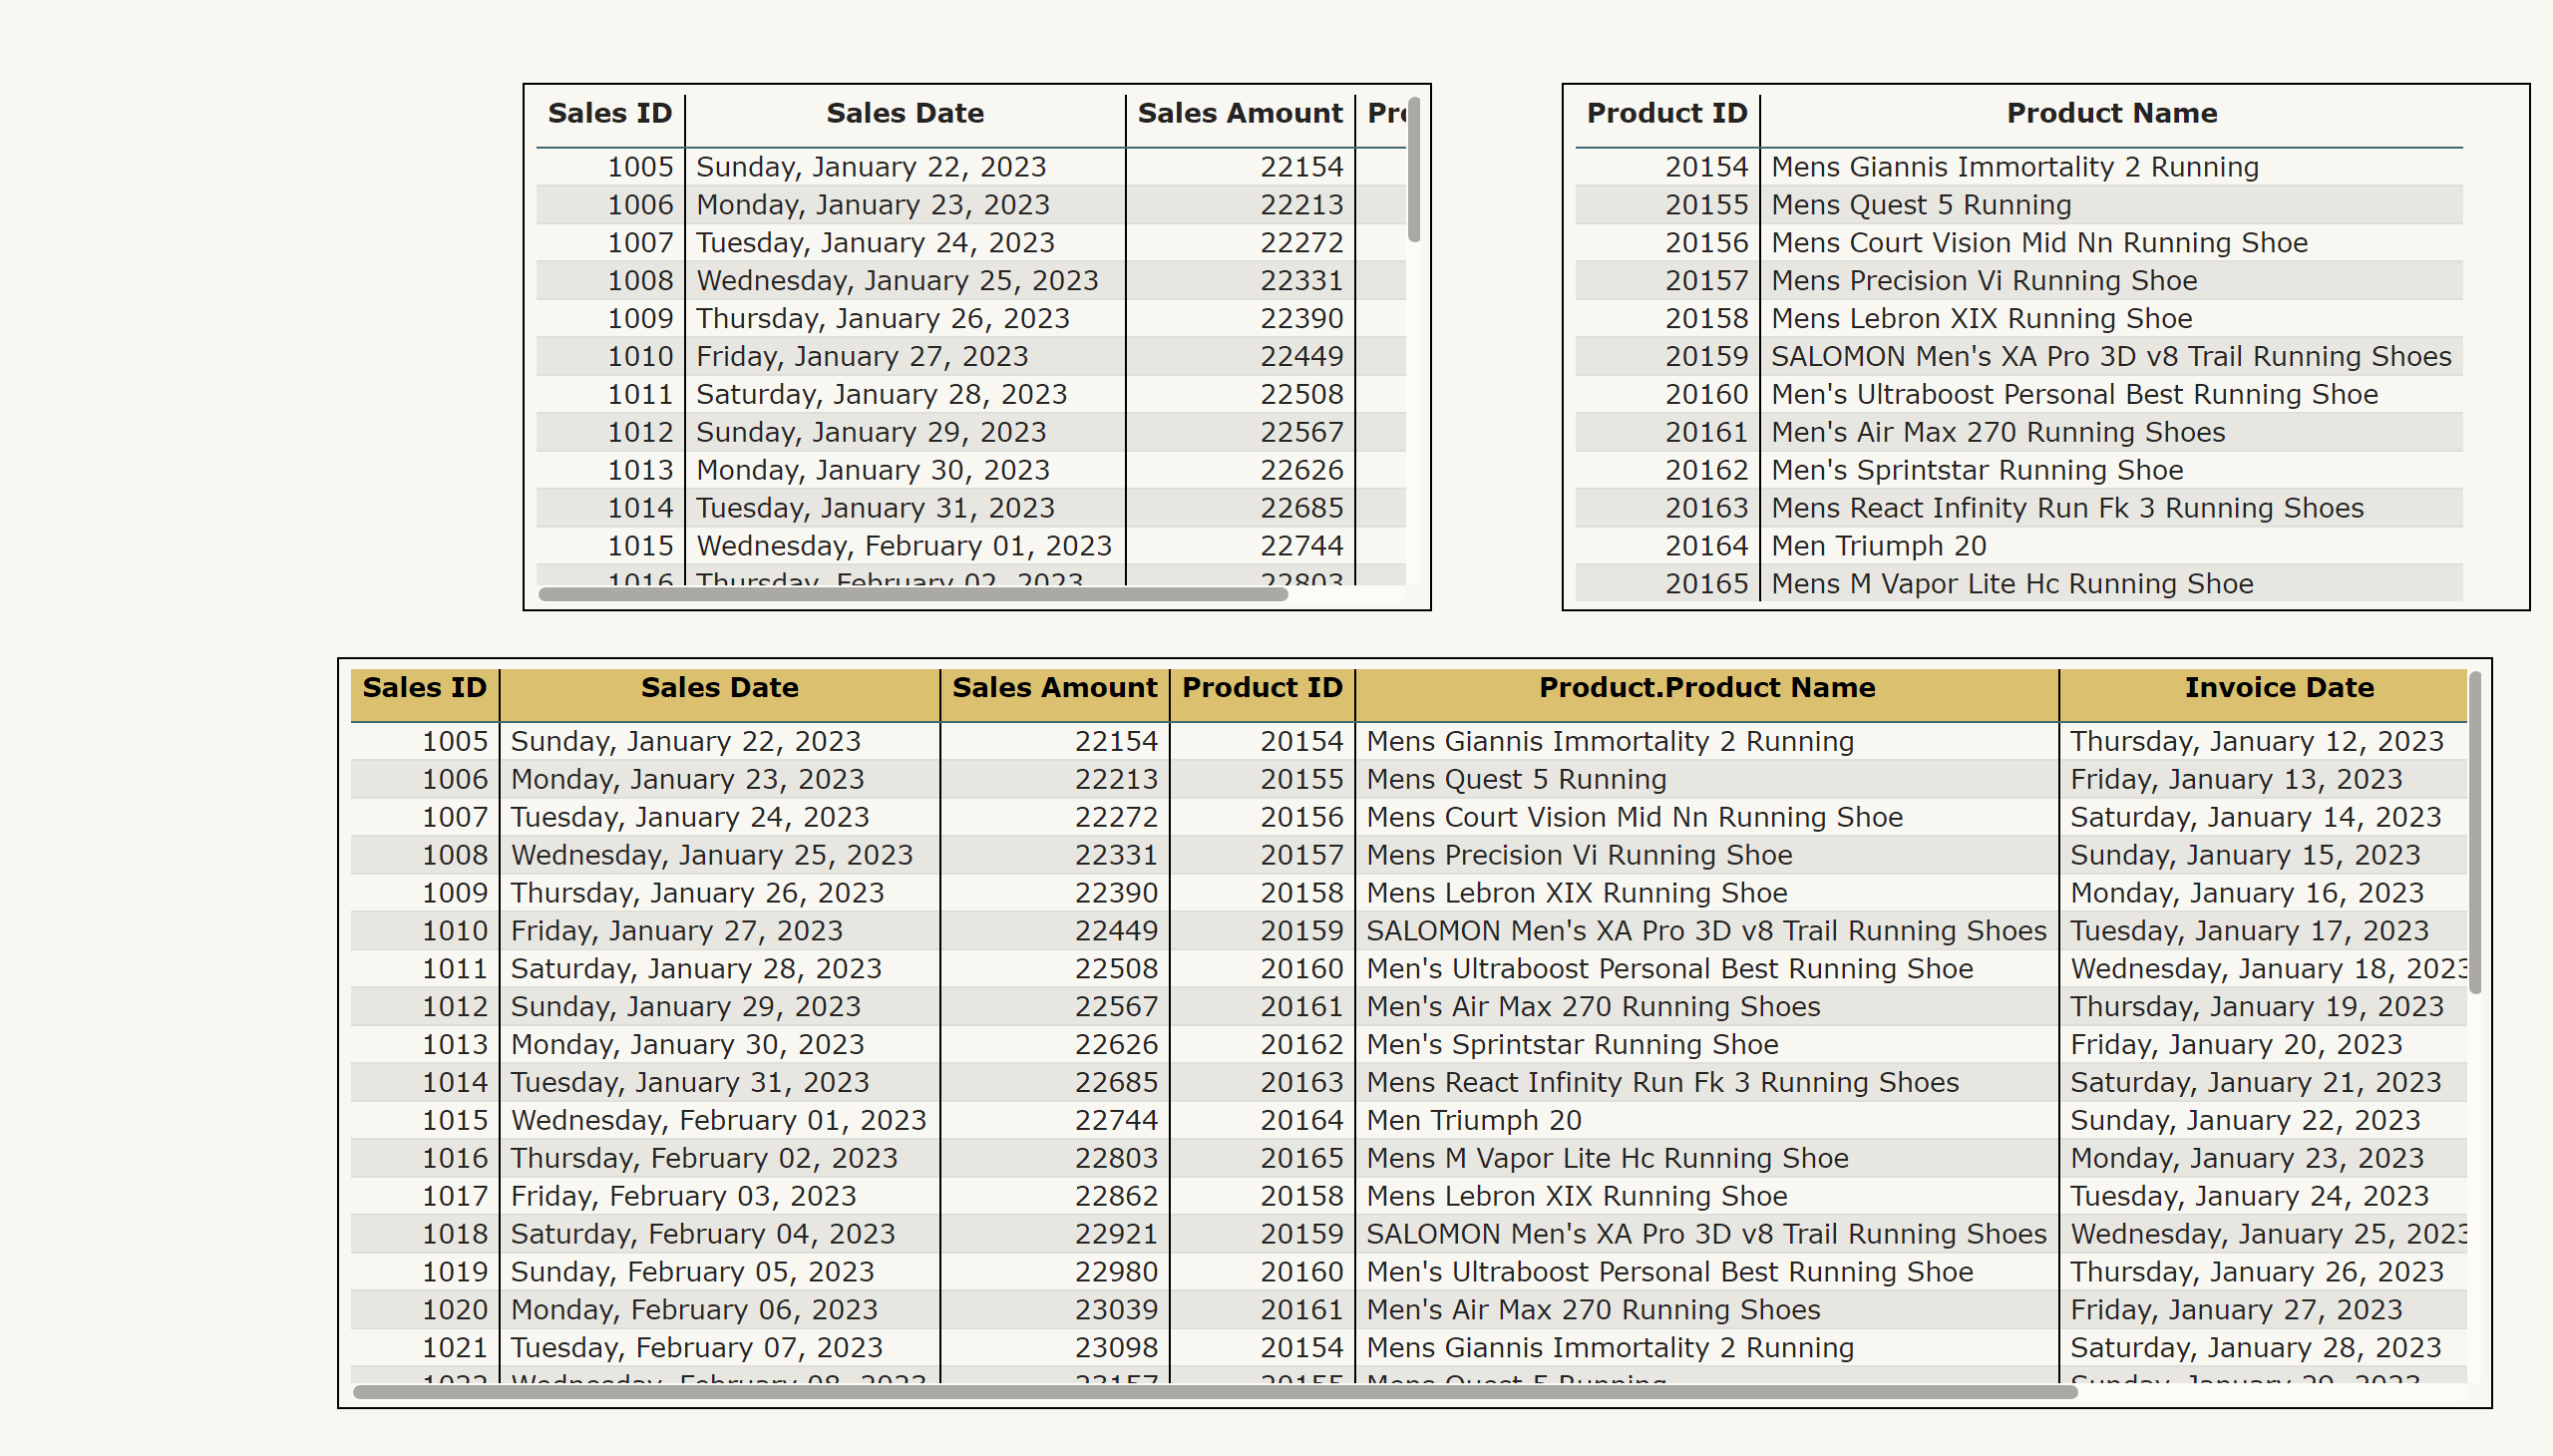 Sales ID Sales Date Sales Amount Pro
1005 Sunday, January 22, 2023 22154
1006 Monday, January 23, 2023 22213
1007 Tuesday, January 24, 2023 22272
1008 Wednesday, January 25, 2023 22331
1009 Thursday, January 26, 2023 22390
1010 Friday, January 27, 2023 22449
1011 Saturday, January 28, 2023 22508
1012 Sunday, January 29, 2023 22567
1013 Monday, January 30, 2023 22626
1014 Tuesday, January 31, 2023 22685
1015 Wednesday, February 01, 2023 22744
1016 Thursday, February 02, 2023 22803
Product ID Product Name
20154 Mens Giannis Immortality 2 Running
20155 Mens Quest 5 Running
20156 Mens Court Vision Mid Nn Running Shoe
20157 Mens Precision Vi Running Shoe
20158 Mens Lebron XIX Running Shoe
20159 SALOMON Men's XA Pro 3D v8 Trail Running Shoes
20160 Men's Ultraboost Personal Best Running Shoe
20161 Men's Air Max 270 Running Shoes
20162 Men's Sprintstar Running Shoe
20163 Mens React Infinity Run Fk 3 Running Shoes
20164 Men Triumph 20
20165 Mens M Vapor Lite Hc Running Shoe
Sales ID Sales Date Sales Amount Product ID Product.Product Name Invoice Date
1005 Sunday, January 22, 2023 22154 20154 Mens Giannis Immortality 2 Running Thursday, January 12, 2023
1006 Monday, January 23, 2023 22213 20155 Mens Quest 5 Running Friday, January 13, 2023
1007 Tuesday, January 24, 2023 22272 20156 Mens Court Vision Mid Nn Running Shoe Saturday, January 14, 2023
1008 Wednesday, January 25, 2023 22331 20157 Mens Precision Vi Running Shoe Sunday, January 15, 2023
1009 Thursday, January 26, 2023 22390 20158 Mens Lebron XIX Running Shoe Monday, January 16, 2023
1010 Friday, January 27, 2023 22449 20159 SALOMON Men's XA Pro 3D v8 Trail Running Shoes Tuesday, January 17, 2023
1011 Saturday, January 28, 2023 22508 20160 Men's Ultraboost Personal Best Running Shoe Wednesday, January 18, 2023
1012 Sunday, January 29, 2023 22567 20161 Men's Air Max 270 Running Shoes Thursday, January 19, 2023
1013 Monday, January 30, 2023 22626 20162 Men's Sprintstar Running Shoe Friday, January 20, 2023
1014 Tuesday, January 31, 2023 22685 20163 Mens React Infinity Run Fk 3 Running Shoes Saturday, January 21, 2023
1015 Wednesday, February 01, 2023 22744 20164 Men Triumph 20 Sunday, January 22, 2023
1016 Thursday, February 02, 2023 22803 20165 Mens M Vapor Lite Hc Running Shoe Monday, January 23, 2023
1017 Friday, February 03, 2023 22862 20158 Mens Lebron XIX Running Shoe Tuesday, January 24, 2023
1018 Saturday, February 04, 2023 22921 20159 SALOMON Men's XA Pro 3D v8 Trail Running Shoes Wednesday, January 25, 2023
1019 Sunday, February 05, 2023 22980 20160 Men's Ultraboost Personal Best Running Shoe Thursday, January 26, 2023
1020 Monday, February 06, 2023 23039 20161 Men's Air Max 270 Running Shoes Friday, January 27, 2023
1021 Tuesday, February 07, 2023 23098 20154 Mens Giannis Immortality 2 Running Saturday, January 28, 2023